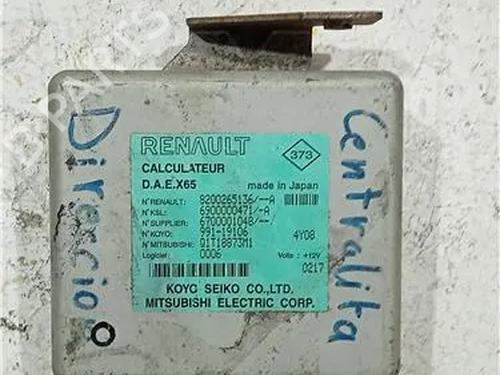 RENAULT
373
CALCULATEUR
D.A.E.X65
made in Japan
N° RENAULT: 8200265136/--A
N° KSL: 6900000471/-A
N° SUPPLIER: 6700001048/--/
N° KOYO: 991-19106
4Y08
N° MITSUBISHI: Q1T18873M1
Logiciel: 0006
Volts: +12V
0217
KOYO SEIKO CO.,LTD.
MITSUBISHI ELECTRIC CORP.
Direccio
Centralita